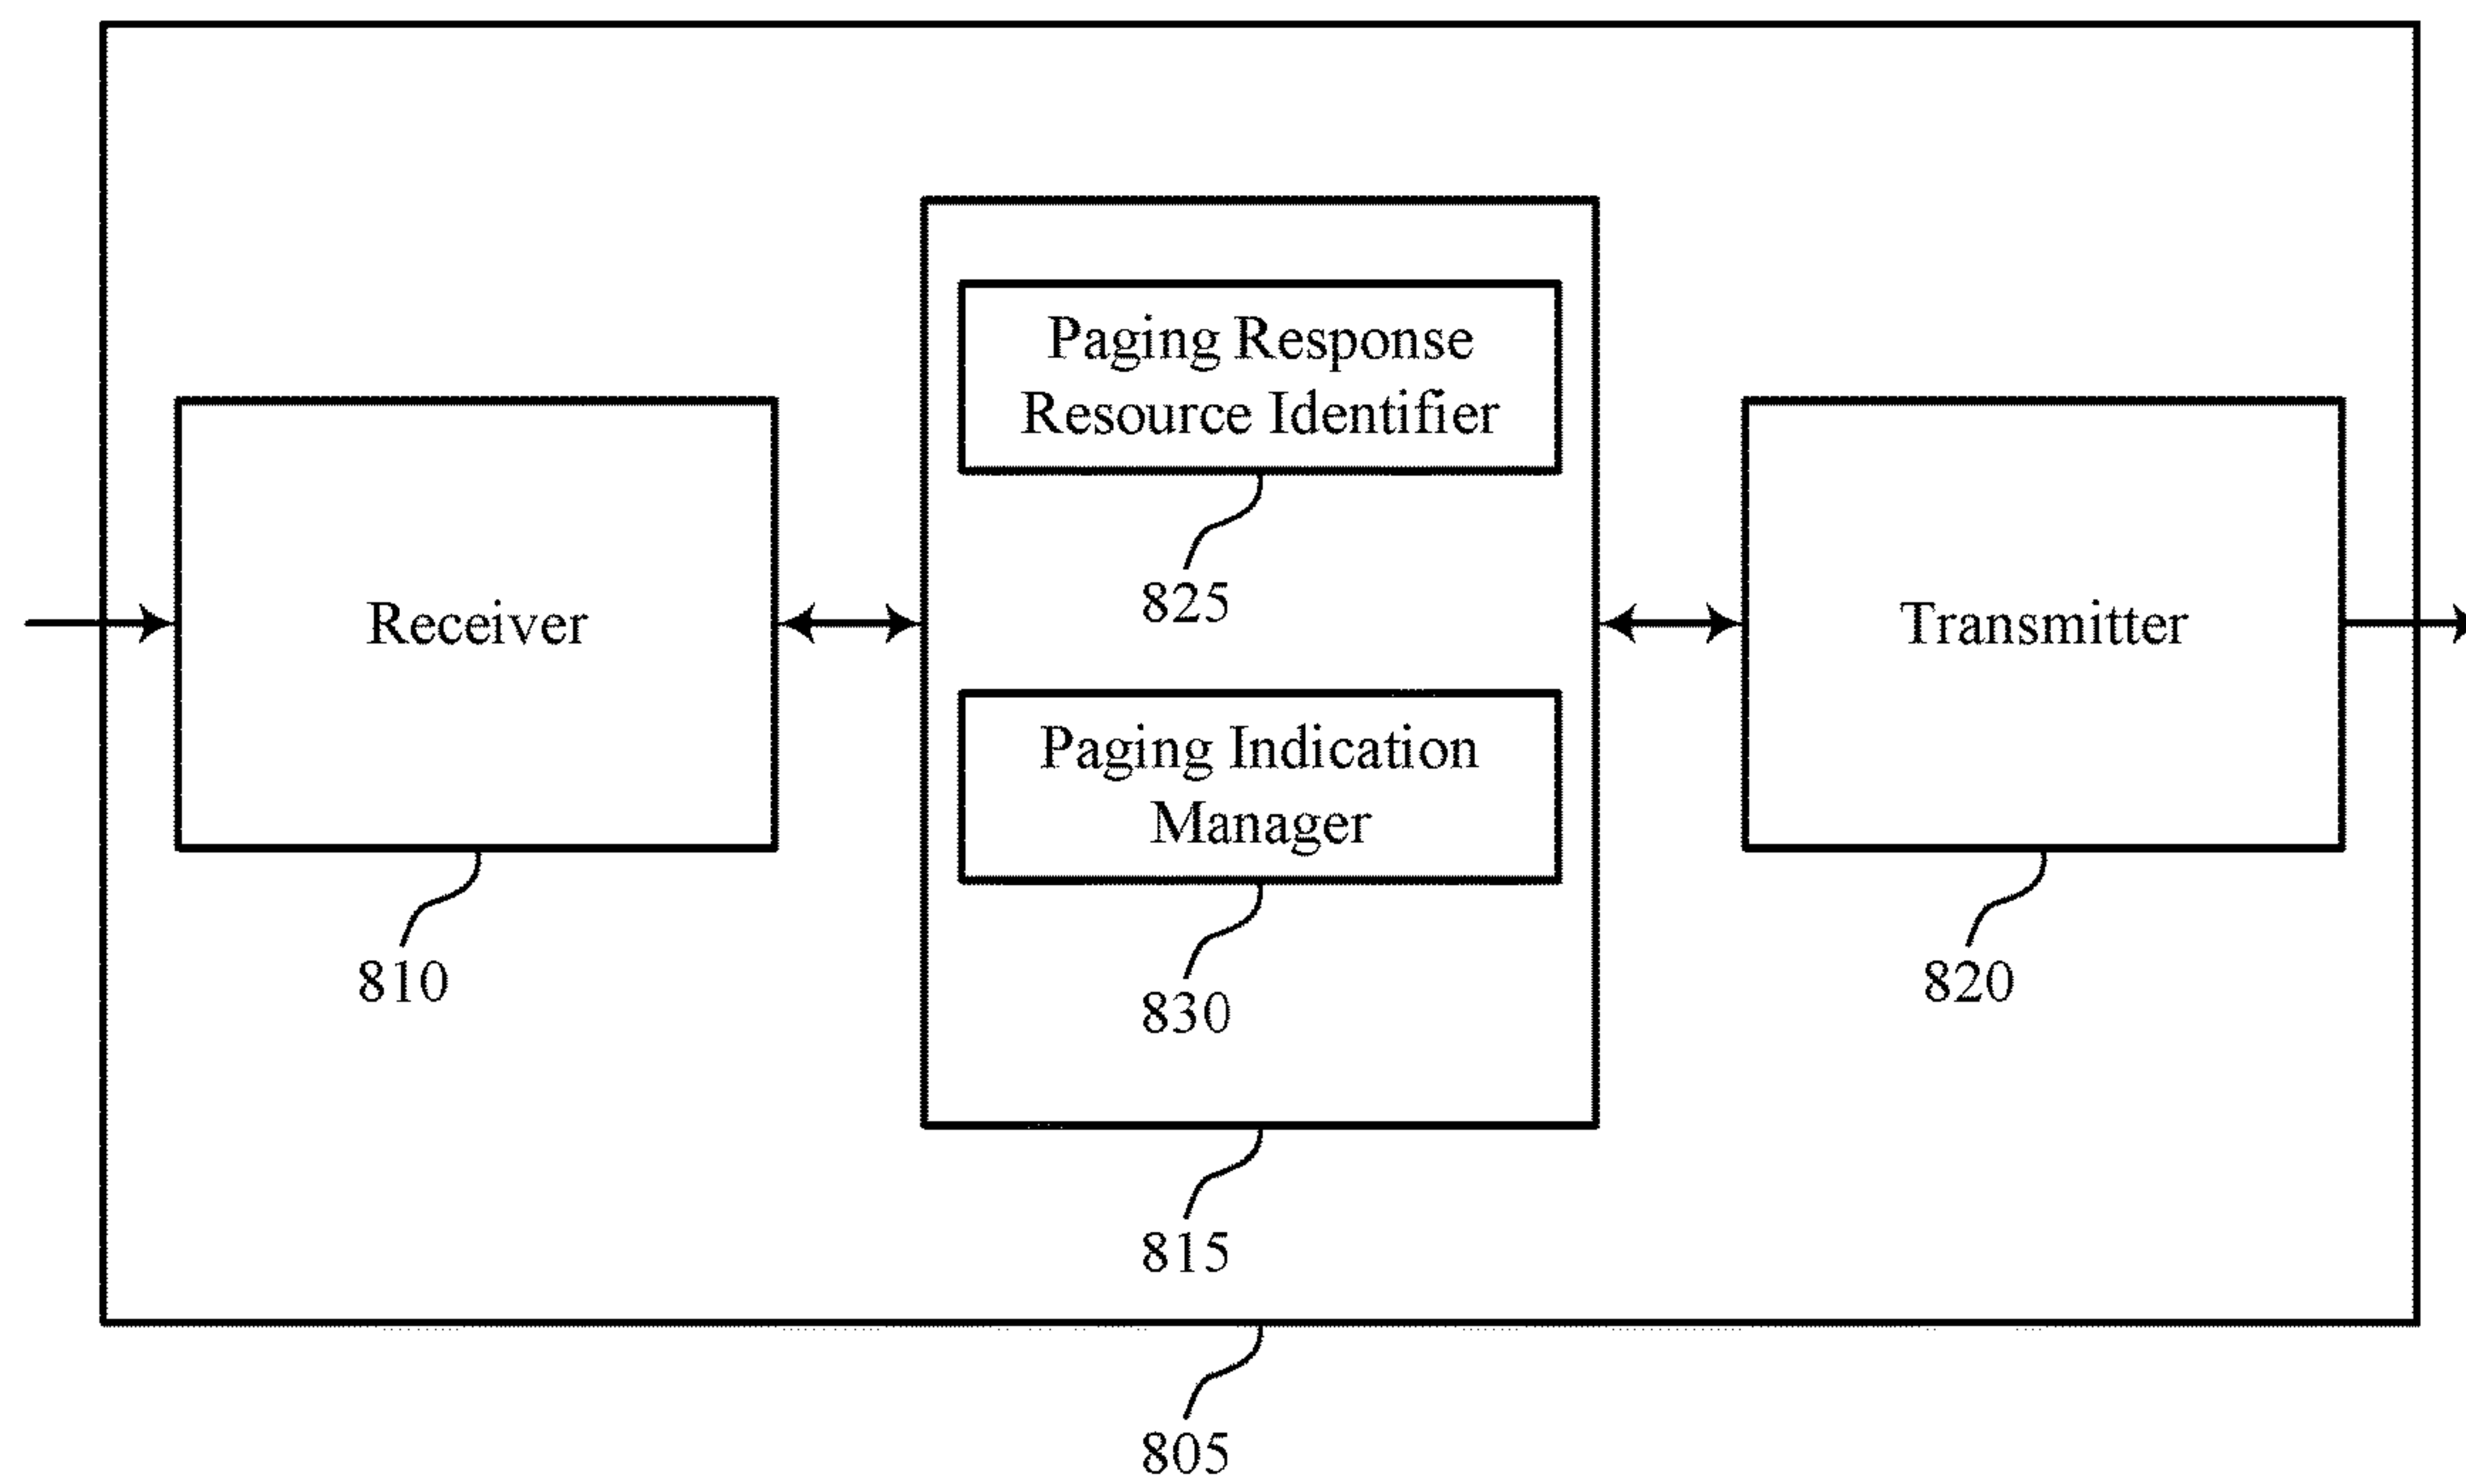 Paging Response
Resource Identifier
825
Receiver
810
Paging Indication
Manager
830
Transmitter
820
815
805